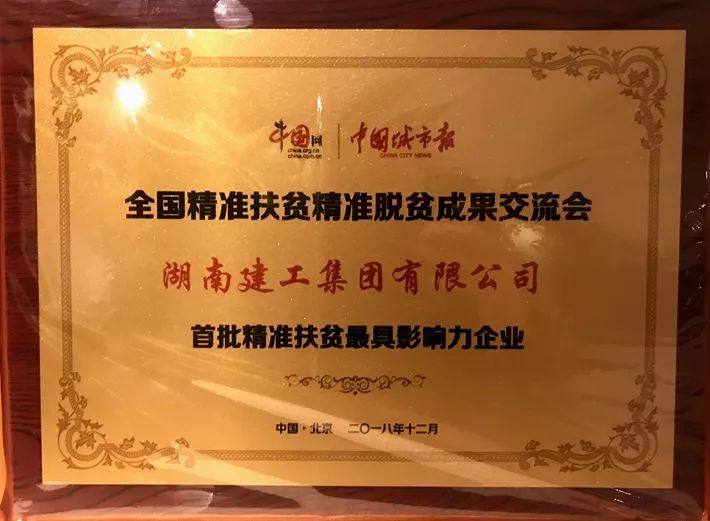 中国网 中国城市报
china.org.cn
china.com.cn
CHINA CITY NEWS
全国精准扶贫精准脱贫成果交流会
湖南建工集团有限公司
首批精准扶贫最具影响力企业
中国·北京 二〇一八年十二月